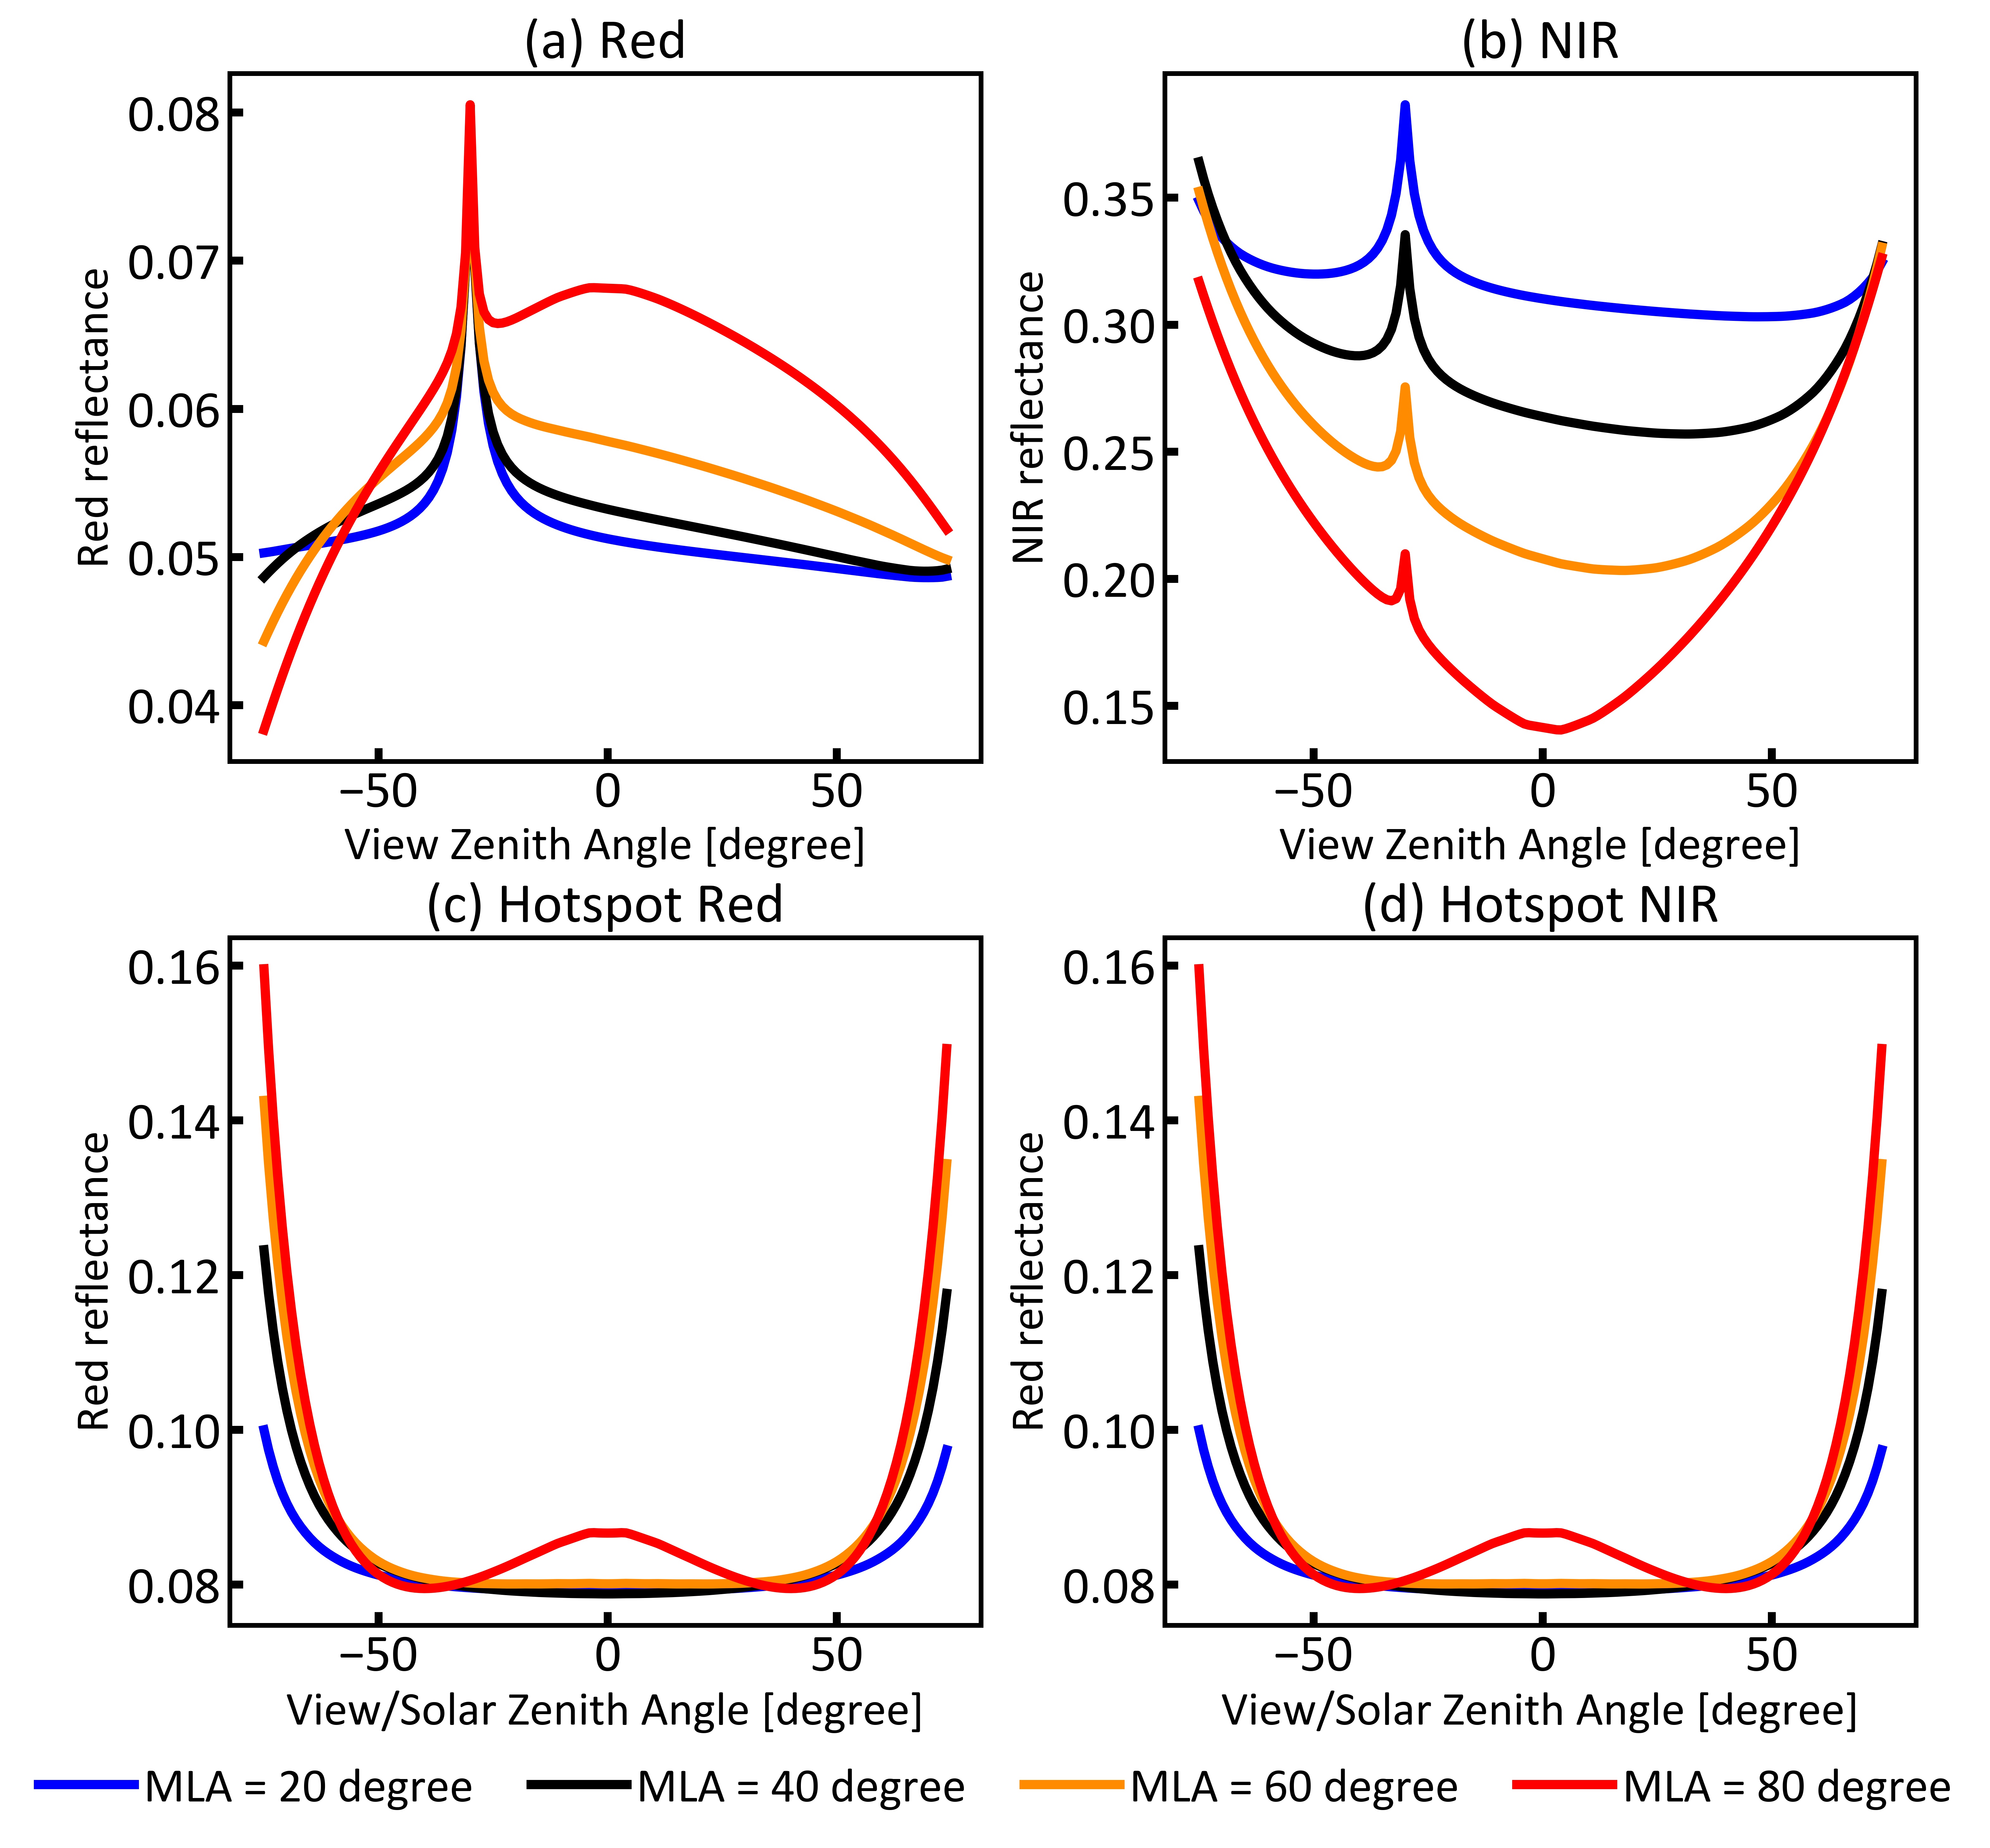 (a) Red
0.08
0.07
0.06
0.05
0.04
Red reflectance
−50 0 50
View Zenith Angle [degree]
(b) NIR
0.35
0.30
0.25
0.20
0.15
NIR reflectance
−50 0 50
View Zenith Angle [degree]
(c) Hotspot Red
0.16
0.14
0.12
0.10
0.08
Red reflectance
−50 0 50
View/Solar Zenith Angle [degree]
(d) Hotspot NIR
0.16
0.14
0.12
0.10
0.08
Red reflectance
−50 0 50
View/Solar Zenith Angle [degree]
MLA = 20 degree MLA = 40 degree MLA = 60 degree MLA = 80 degree